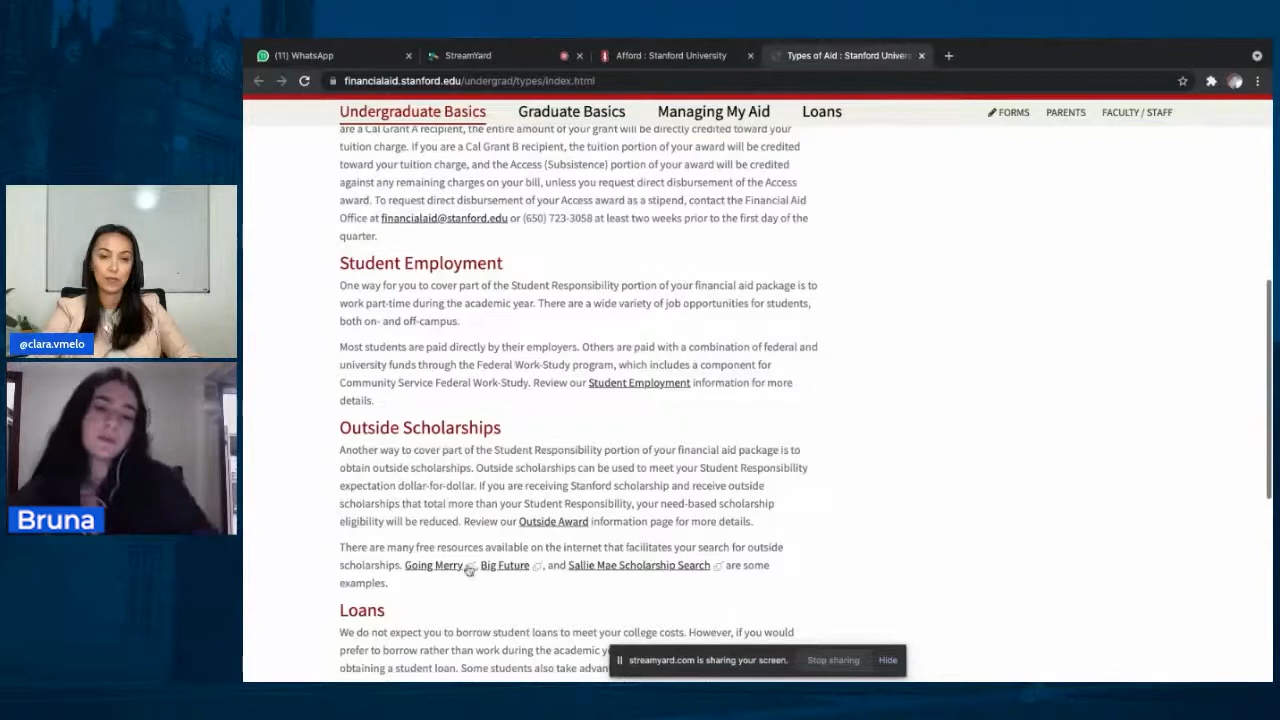 (11) WhatsApp
StreamYard
Afford : Stanford University
Types of Aid : Stanford Univers
financialaid.stanford.edu/undergrad/types/index.html
Undergraduate Basics
Graduate Basics
Managing My Aid
Loans
FORMS
PARENTS
FACULTY / STAFF
are a Cal Grant A recipient, the entire amount of your grant will be directly credited toward your
tuition charge. If you are a Cal Grant B recipient, the tuition portion of your award will be credited
toward your tuition charge, and the Access (Subsistence) portion of your award will be credited
against any remaining charges on your bill, unless you request direct disbursement of the Access
award. To request direct disbursement of your Access award as a stipend, contact the Financial Aid
Office at financialaid@stanford.edu or (650) 723-3058 at least two weeks prior to the first day of the
quarter.
Student Employment
One way for you to cover part of the Student Responsibility portion of your financial aid package is to
work part-time during the academic year. There are a wide variety of job opportunities for students,
both on- and off-campus.
Most students are paid directly by their employers. Others are paid with a combination of federal and
university funds through the Federal Work-Study program, which includes a component for
Community Service Federal Work-Study. Review our Student Employment information for more
details.
Outside Scholarships
Another way to cover part of the Student Responsibility portion of your financial aid package is to
obtain outside scholarships. Outside scholarships can be used to meet your Student Responsibility
expectation dollar-for-dollar. If you are receiving Stanford scholarship and receive outside
scholarships that total more than your Student Responsibility, your need-based scholarship
eligibility will be reduced. Review our Outside Award information page for more details.
There are many free resources available on the internet that facilitates your search for outside
scholarships. Going Merry, Big Future, and Sallie Mae Scholarship Search are some
examples.
Loans
We do not expect you to borrow student loans to meet your college costs. However, if you would
prefer to borrow rather than work during the academic y
obtaining a student loan. Some students also take advan
streamyard.com is sharing your screen.
Stop sharing
Hide
@clara.vmelo
Bruna